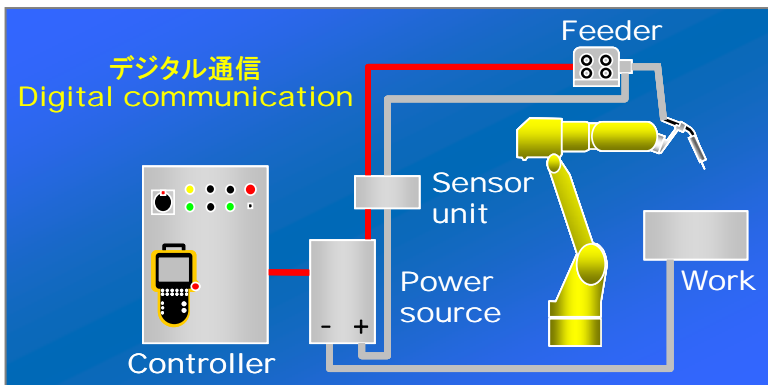 Feeder
デジタル通信
Digital communication
Sensor
unit
Power
source
- +
Work
Controller